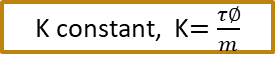 K constant, K= τ∅/m